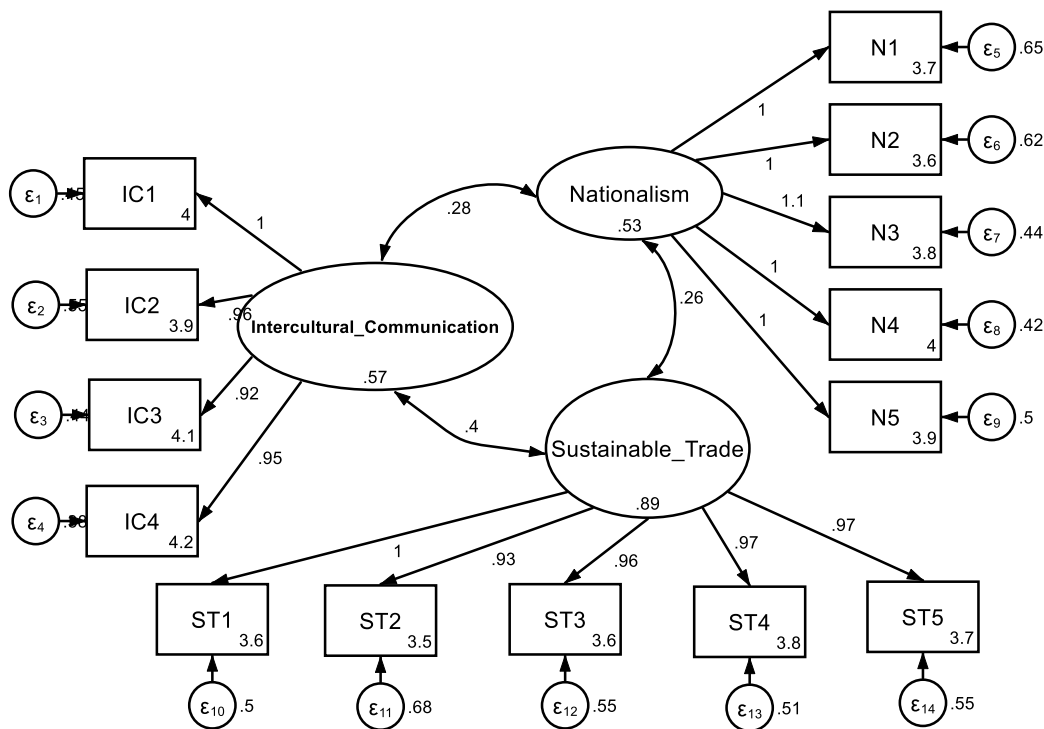 N1
3.7
ε5
.65
1
N2
3.6
ε6
.62
1
Nationalism
.53
N3
3.8
ε7
.44
1.1
N4
4
ε8
.42
1
N5
3.9
ε9
.5
1
.28
.26
ε1
IC1
4
1
ε2
IC2
3.9
.96
Intercultural_Communication
.57
ε3
IC3
4.1
.92
ε4
IC4
4.2
.95
.4
Sustainable_Trade
.89
1
.93
.96
.97
.97
ST1
3.6
ST2
3.5
ST3
3.6
ST4
3.8
ST5
3.7
ε10
.5
ε11
.68
ε12
.55
ε13
.51
ε14
.55